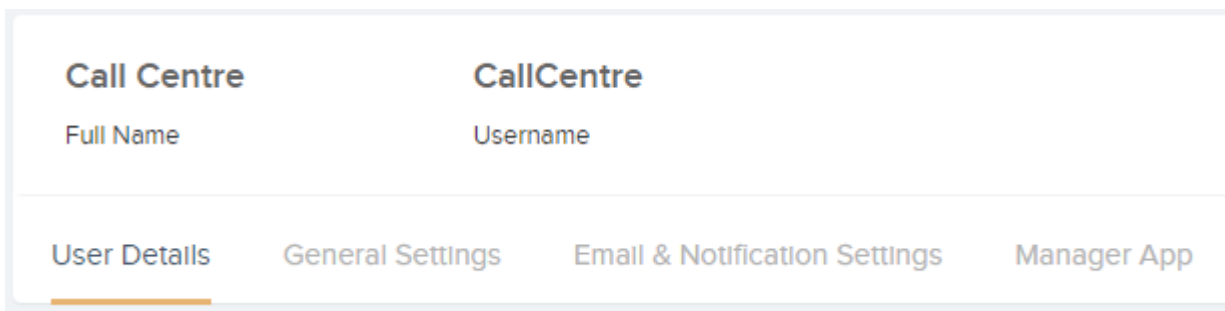 Call Centre CallCentre
Full Name Username
User Details General Settings Email & Notification Settings Manager App